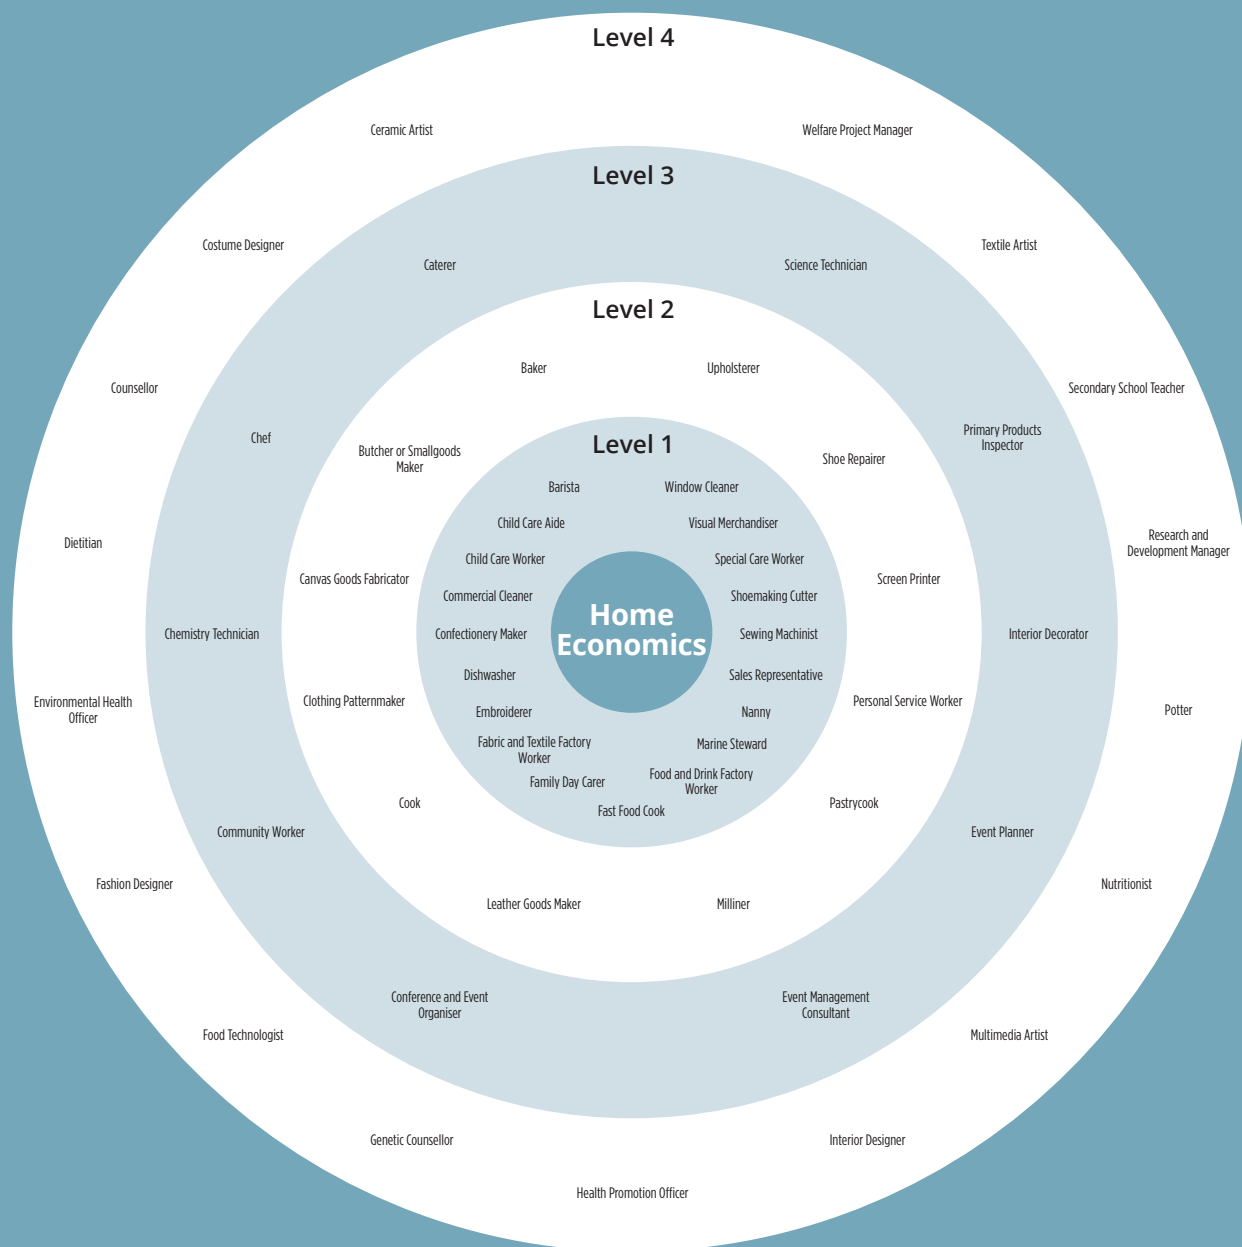 Level 4
Ceramic Artist
Welfare Project Manager
Level 3
Costume Designer
Textile Artist
Caterer
Science Technician
Level 2
Baker
Upholsterer
Counsellor
Secondary School Teacher
Chef
Primary Products
Inspector
Level 1
Butcher or Smallgoods
Maker
Shoe Repairer
Barista
Window Cleaner
Child Care Aide
Visual Merchandiser
Dietitian
Research and
Development Manager
Child Care Worker
Special Care Worker
Canvas Goods Fabricator
Screen Printer
Commercial Cleaner
Shoemaking Cutter
Home
Economics
Chemistry Technician
Confectionery Maker
Sewing Machinist
Interior Decorator
Dishwasher
Sales Representative
Environmental Health
Officer
Clothing Patternmaker
Personal Service Worker
Potter
Embroiderer
Nanny
Fabric and Textile Factory
Worker
Marine Steward
Family Day Carer
Food and Drink Factory
Worker
Fast Food Cook
Cook
Pastrycook
Community Worker
Event Planner
Fashion Designer
Nutritionist
Leather Goods Maker
Milliner
Conference and Event
Organiser
Event Management
Consultant
Food Technologist
Multimedia Artist
Genetic Counsellor
Interior Designer
Health Promotion Officer